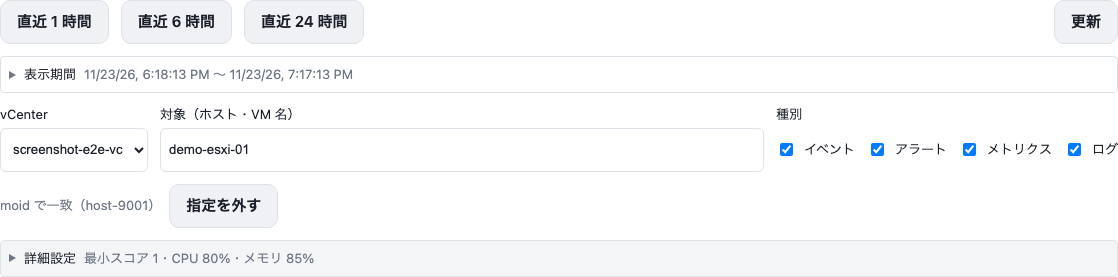 直近 1 時間 直近 6 時間 直近 24 時間 更新
▶ 表示期間 11/23/26, 6:18:13 PM 〜 11/23/26, 7:17:13 PM
vCenter 対象（ホスト・VM 名） 種別
screenshot-e2e-vc demo-esxi-01 イベント アラート メトリクス ログ
moid で一致（host-9001） 指定を外す
▶ 詳細設定 最小スコア 1・CPU 80%・メモリ 85%